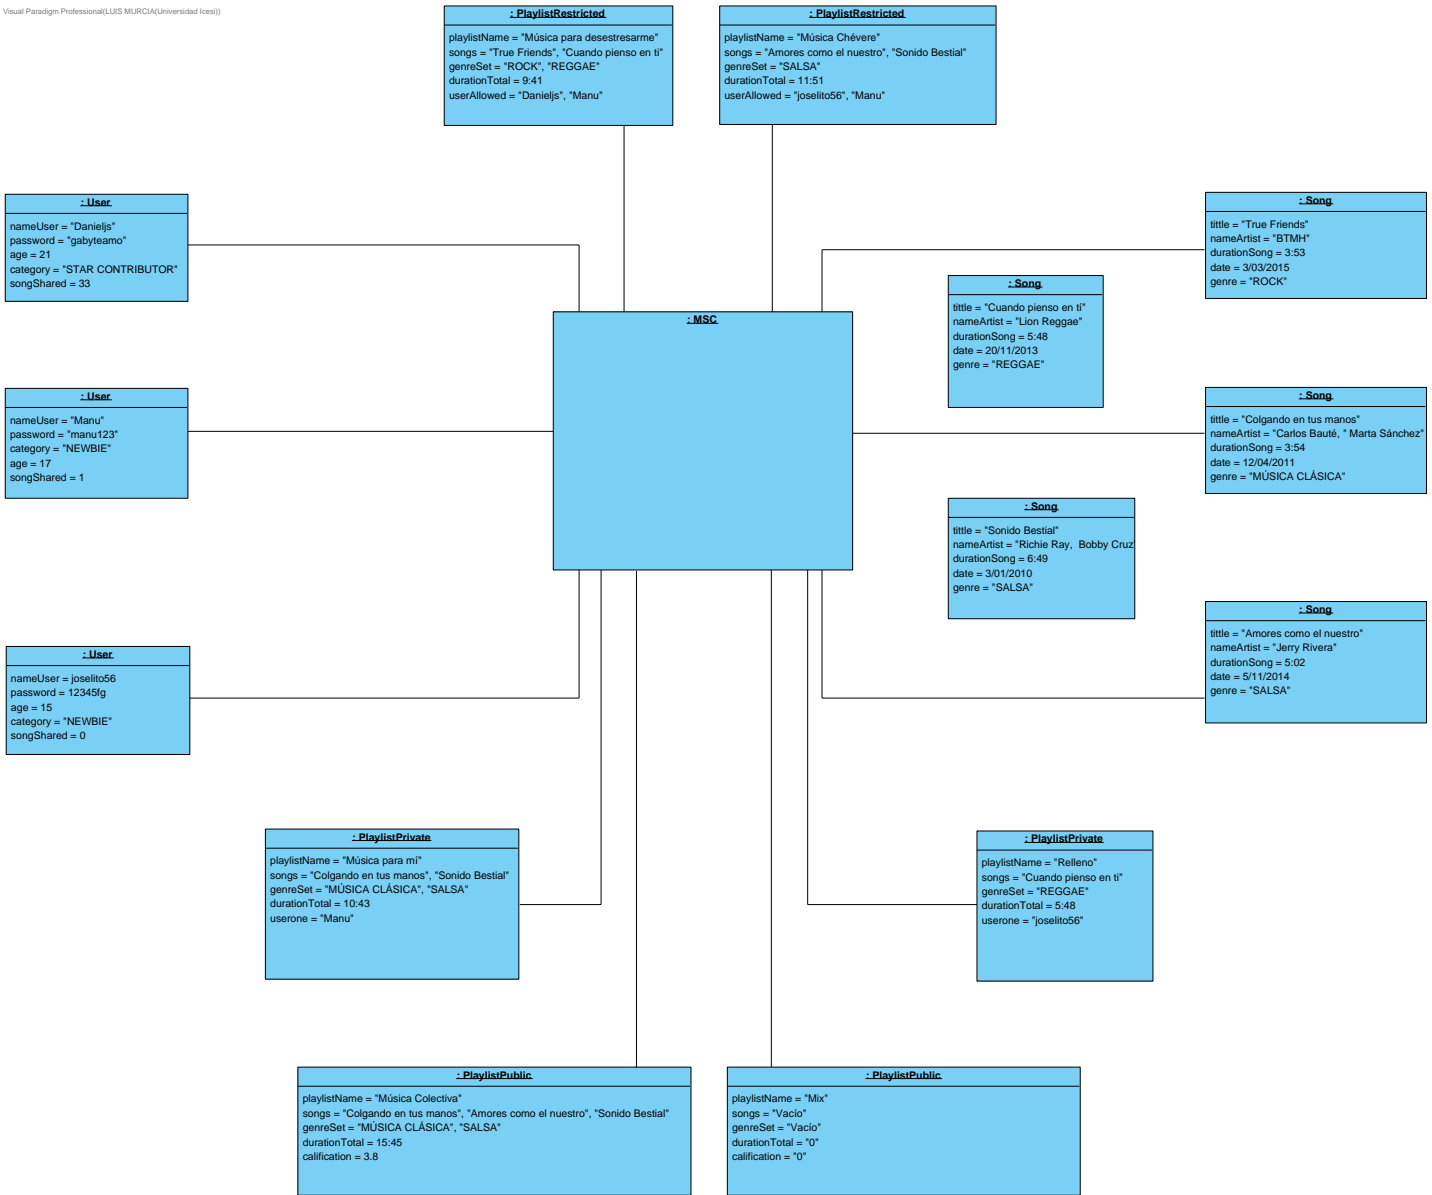 Visual Paradigm Professional(LUIS MURCIA(Universidad Icesi))
: PlaylistRestricted
playlistName = "Música para desestresarme"
songs = "True Friends", "Cuando pienso en ti"
genreSet = "ROCK", "REGGAE"
durationTotal = 9:41
userAllowed = "Danieljs", "Manu"
: PlaylistRestricted
playlistName = "Música Chévere"
songs = "Amores como el nuestro", "Sonido Bestial"
genreSet = "SALSA"
durationTotal = 11:51
userAllowed = "joselito56", "Manu"
: User
nameUser = "Danieljs"
password = "gabyteamo"
age = 21
category = "STAR CONTRIBUTOR"
songShared = 33
: Song
tittle = "True Friends"
nameArtist = "BTMH"
durationSong = 3:53
date = 3/03/2015
genre = "ROCK"
: Song
tittle = "Cuando pienso en tí"
nameArtist = "Lion Reggae"
durationSong = 5:48
date = 20/11/2013
genre = "REGGAE"
: MSC
: User
nameUser = "Manu"
password = "manu123"
category = "NEWBIE"
age = 17
songShared = 1
: Song
tittle = "Colgando en tus manos"
nameArtist = "Carlos Bauté, " Marta Sánchez"
durationSong = 3:54
date = 12/04/2011
genre = "MÚSICA CLÁSICA"
: Song
tittle = "Sonido Bestial"
nameArtist = "Richie Ray,  Bobby Cruz"
durationSong = 6:49
date = 3/01/2010
genre = "SALSA"
: Song
tittle = "Amores como el nuestro"
nameArtist = "Jerry Rivera"
durationSong = 5:02
date = 5/11/2014
genre = "SALSA"
: User
nameUser = joselito56
password = 12345fg
age = 15
category = "NEWBIE"
songShared = 0
: PlaylistPrivate
playlistName = "Música para mí"
songs = "Colgando en tus manos", "Sonido Bestial"
genreSet = "MÚSICA CLÁSICA", "SALSA"
durationTotal = 10:43
userone = "Manu"
: PlaylistPrivate
playlistName = "Relleno"
songs = "Cuando pienso en ti"
genreSet = "REGGAE"
durationTotal = 5:48
userone = "joselito56"
: PlaylistPublic
playlistName = "Música Colectiva"
songs = "Colgando en tus manos", "Amores como el nuestro", "Sonido Bestial"
genreSet = "MÚSICA CLÁSICA", "SALSA"
durationTotal = 15:45
calification = 3.8
: PlaylistPublic
playlistName = "Mix"
songs = "Vacío"
genreSet = "Vacío"
durationTotal = "0"
calification = "0"